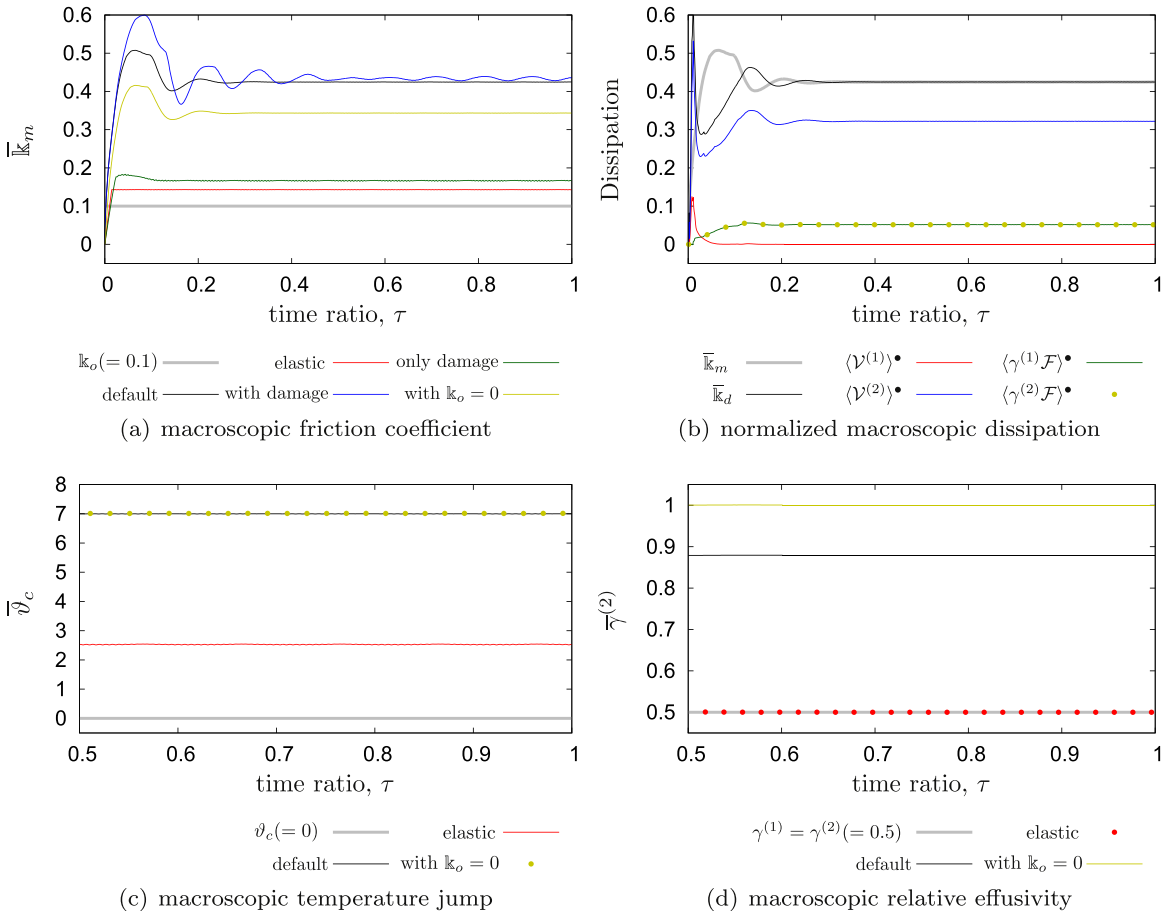 0.6
0.5
0.4
0.3
0.2
0.1
0
𝕜̅ₘ
0 0.2 0.4 0.6 0.8 1
time ratio, τ
𝕜ₒ(= 0.1) elastic only damage
default with damage with 𝕜ₒ = 0
(a) macroscopic friction coefficient
0.6
0.5
0.4
0.3
0.2
0.1
0
Dissipation
0 0.2 0.4 0.6 0.8 1
time ratio, τ
𝕜̅ₘ ⟨𝒱⁽¹⁾⟩• ⟨γ⁽¹⁾ℱ⟩•
𝕜̅_d ⟨𝒱⁽²⁾⟩• ⟨γ⁽²⁾ℱ⟩•
(b) normalized macroscopic dissipation
8
7
6
5
4
3
2
1
0
ϑ̅_c
0.5 0.6 0.7 0.8 0.9 1
time ratio, τ
ϑ_c(= 0) elastic
default with 𝕜ₒ = 0
(c) macroscopic temperature jump
1
0.9
0.8
0.7
0.6
0.5
γ̅⁽²⁾
0.5 0.6 0.7 0.8 0.9 1
time ratio, τ
γ⁽¹⁾ = γ⁽²⁾(= 0.5) elastic
default with 𝕜ₒ = 0
(d) macroscopic relative effusivity